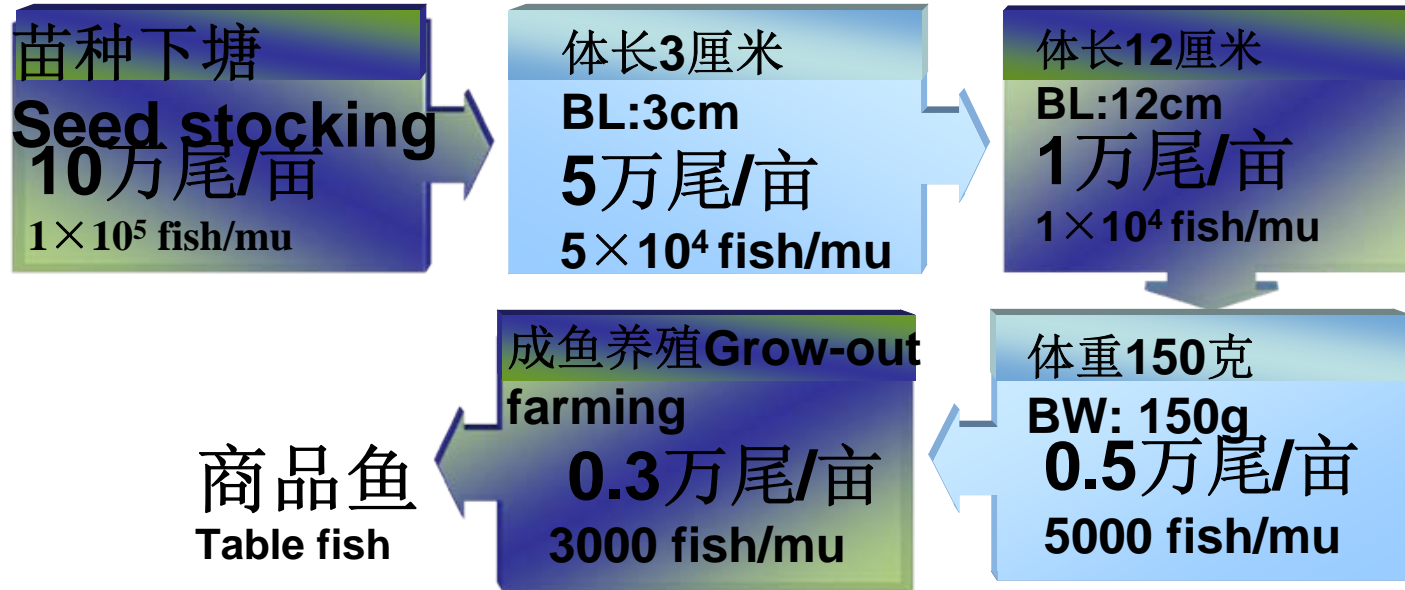 苗种下塘
Seed stocking
10万尾/亩
1×10⁵ fish/mu
体长3厘米
BL:3cm
5万尾/亩
5×10⁴ fish/mu
体长12厘米
BL:12cm
1万尾/亩
1×10⁴ fish/mu
体重150克
BW: 150g
0.5万尾/亩
5000 fish/mu
成鱼养殖Grow-out
farming
0.3万尾/亩
3000 fish/mu
商品鱼
Table fish